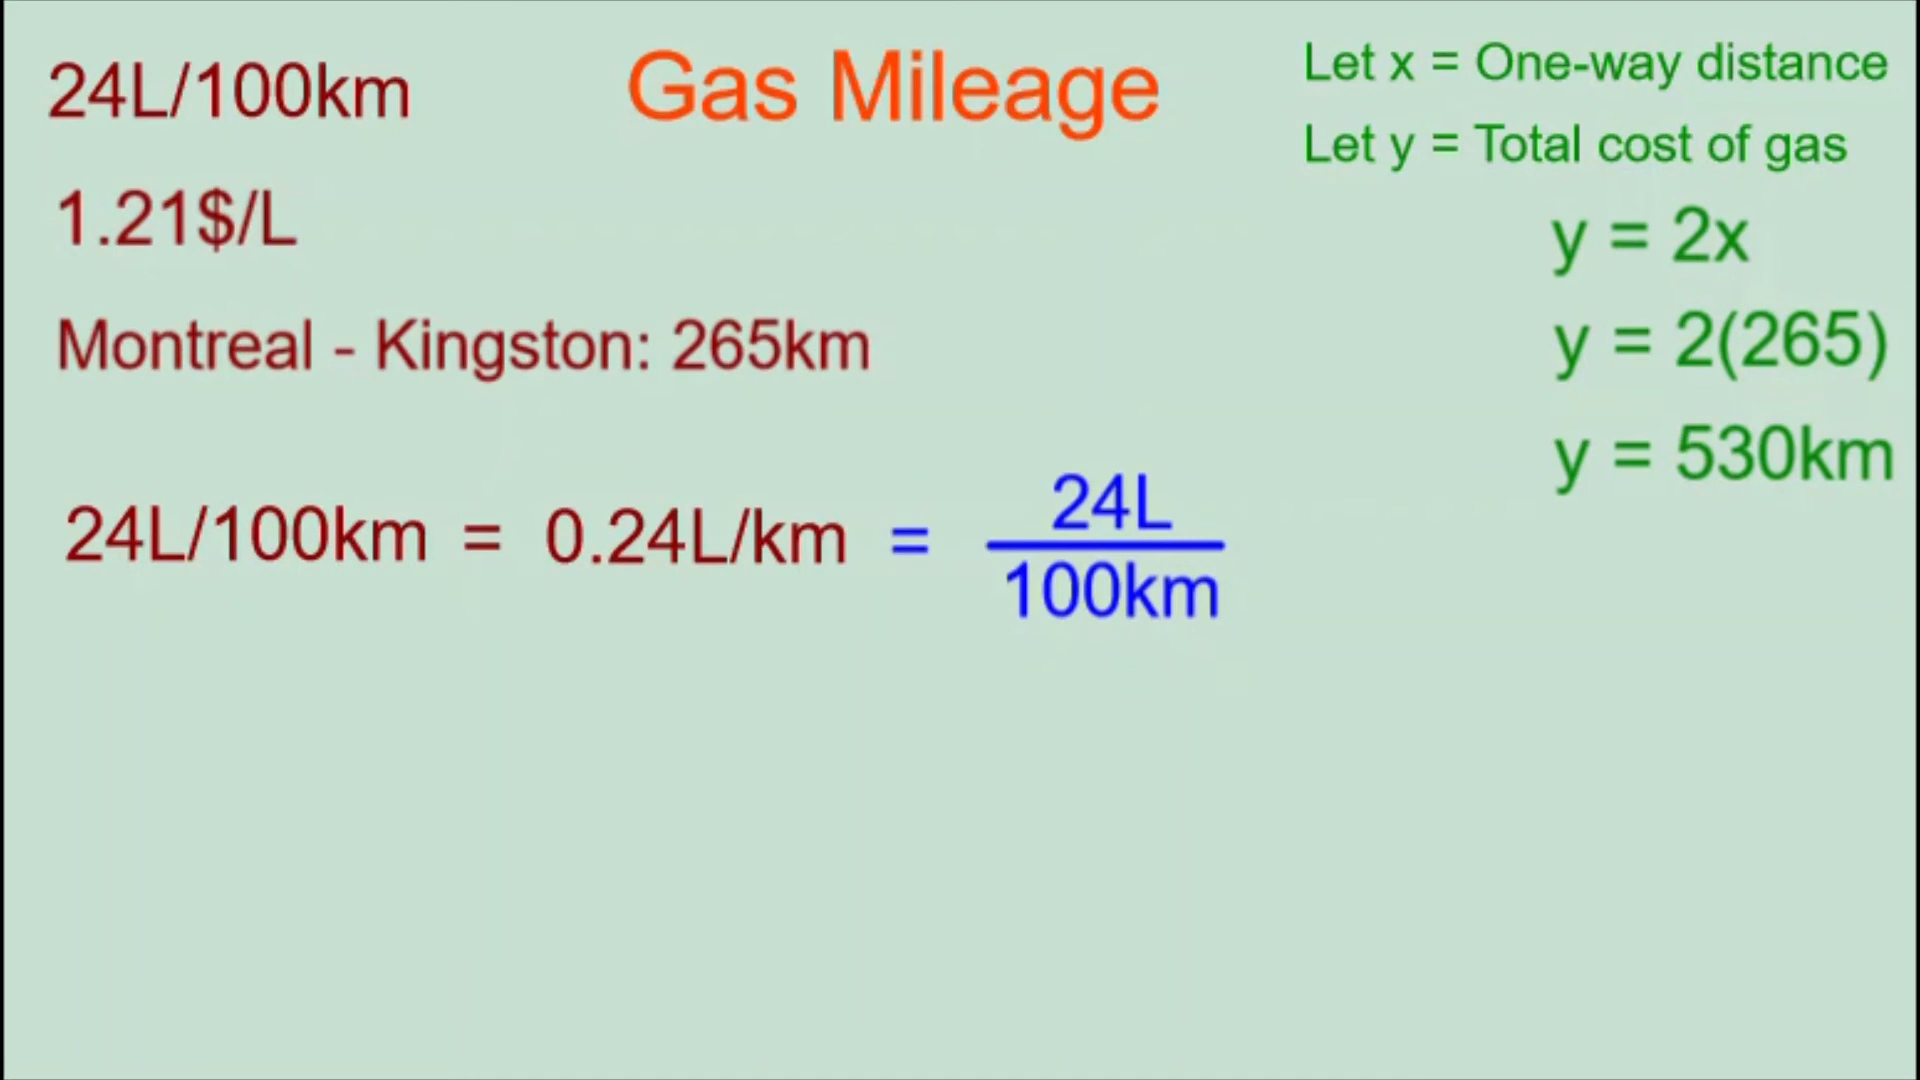 Gas Mileage
24L/100km
1.21$/L
Montreal - Kingston: 265km
24L/100km = 0.24L/km = 24L
100km
Let x = One-way distance
Let y = Total cost of gas
y = 2x
y = 2(265)
y = 530km